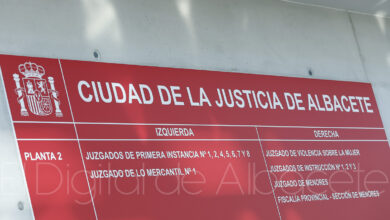 CIUDAD DE LA JUSTICIA DE ALBACETE
IZQUIERDA
DERECHA
PLANTA 2
JUZGADOS DE PRIMERA INSTANCIA Nº 1, 2, 4, 5, 6, 7 Y 8
JUZGADO DE LO MERCANTIL Nº 1
JUZGADO DE VIOLENCIA SOBRE LA MUJER
JUZGADOS DE INSTRUCCIÓN Nº 1, 2 Y 3
JUZGADO DE MENORES
FISCALÍA PROVINCIAL - SECCIÓN DE MENORES
El Digital de Albacete